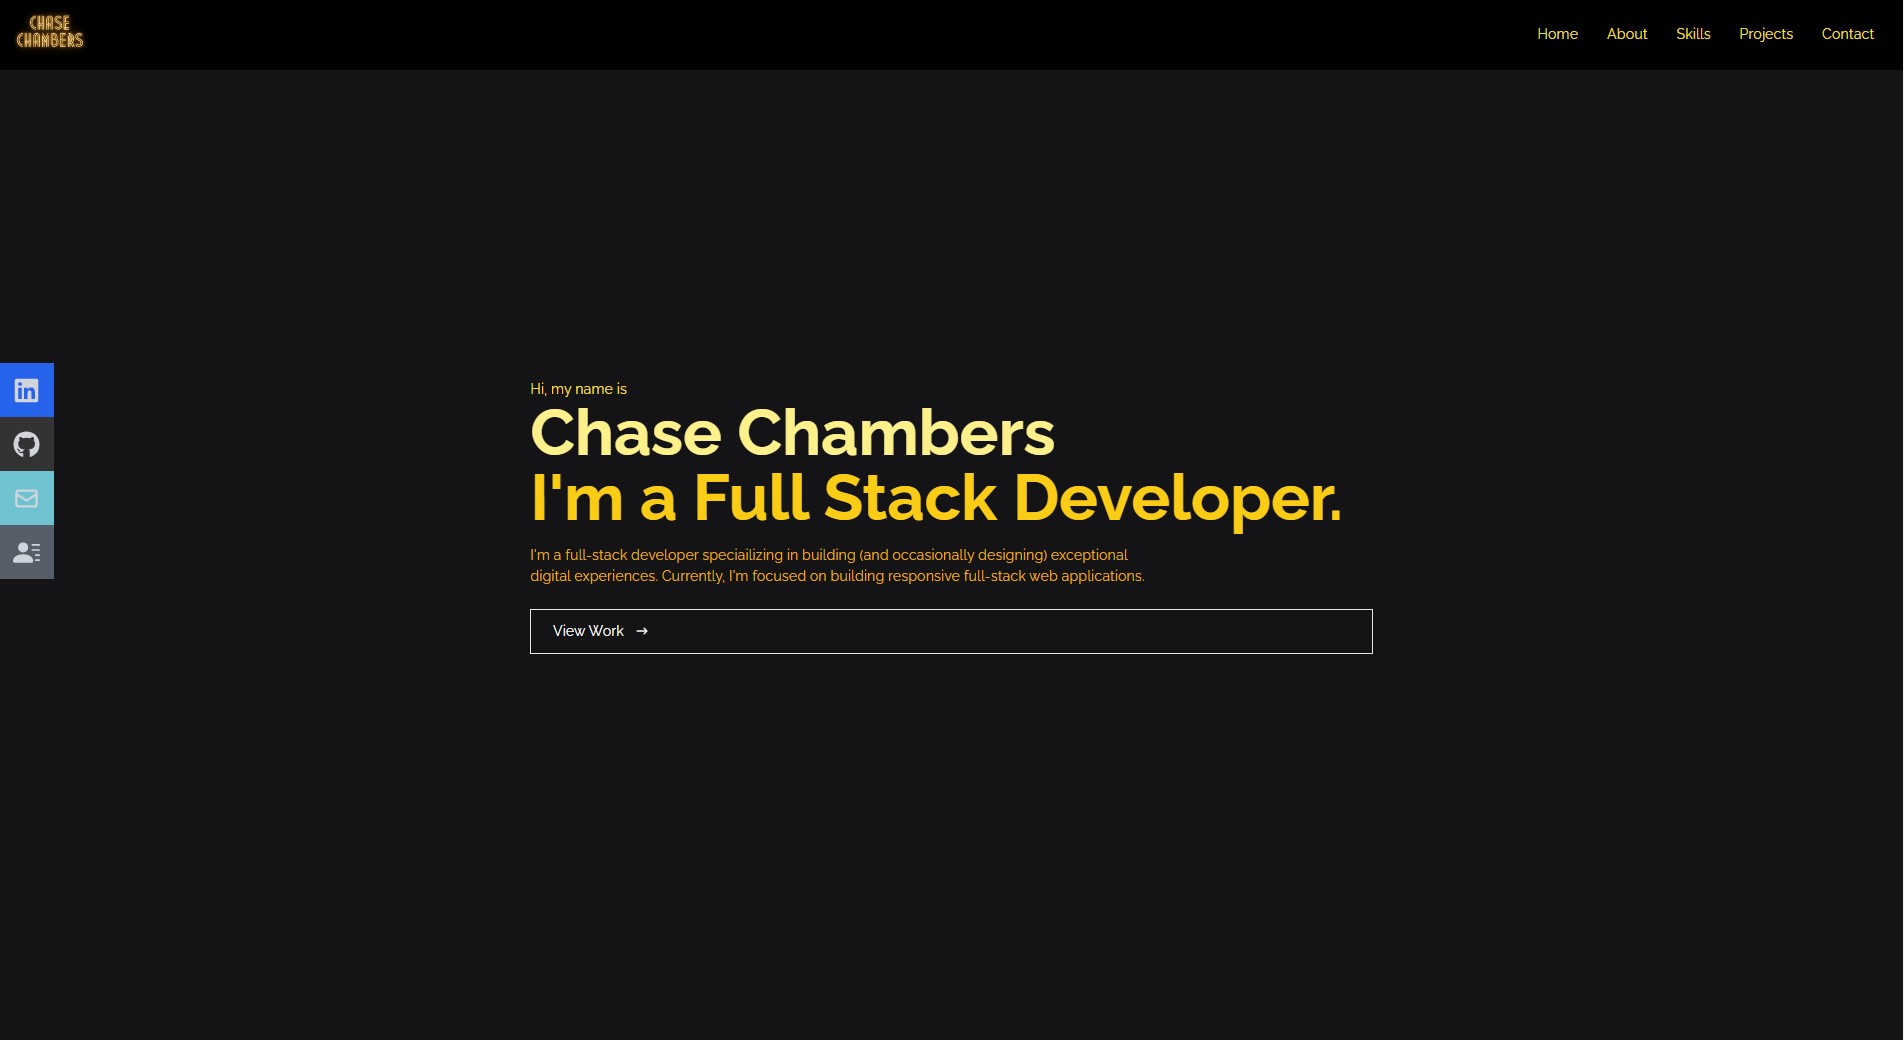 CHASE
CHAMBERS
Home About Skills Projects Contact
in
Hi, my name is
Chase Chambers
I'm a Full Stack Developer.
I'm a full-stack developer speciailizing in building (and occasionally designing) exceptional
digital experiences. Currently, I'm focused on building responsive full-stack web applications.
View Work →